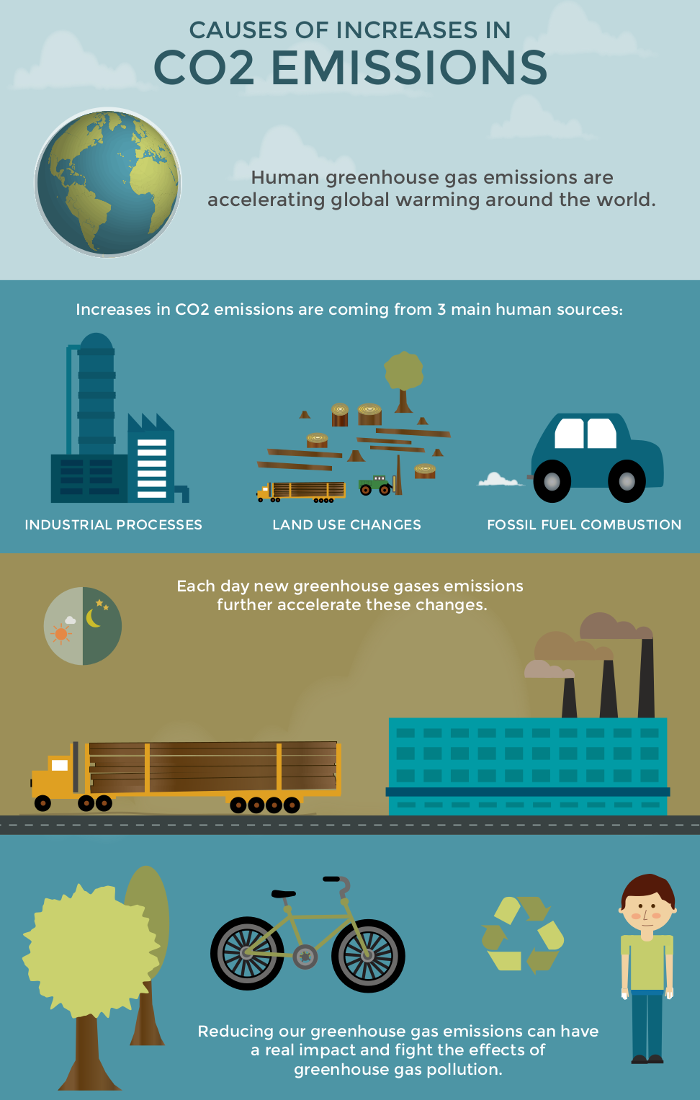 CAUSES OF INCREASES IN
CO2 EMISSIONS
Human greenhouse gas emissions are
accelerating global warming around the world.
Increases in CO2 emissions are coming from 3 main human sources:
INDUSTRIAL PROCESSES
LAND USE CHANGES
FOSSIL FUEL COMBUSTION
Each day new greenhouse gases emissions
further accelerate these changes.
Reducing our greenhouse gas emissions can have
a real impact and fight the effects of
greenhouse gas pollution.